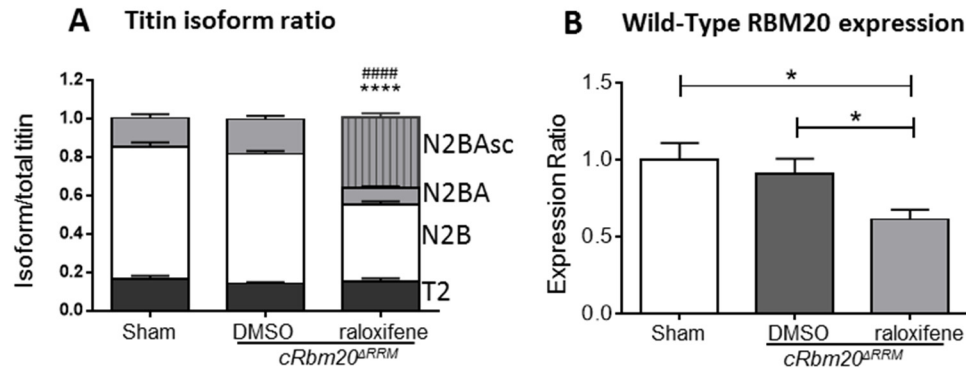 A Titin isoform ratio
Isoform/total titin
1.2
1.0
0.8
0.6
0.4
0.2
0.0
####
****
N2BAsc
N2BA
N2B
T2
Sham DMSO raloxifene
cRbm20ΔRRM
B Wild-Type RBM20 expression
Expression Ratio
1.5
1.0
0.5
0.0
*
*
Sham DMSO raloxifene
cRbm20ΔRRM